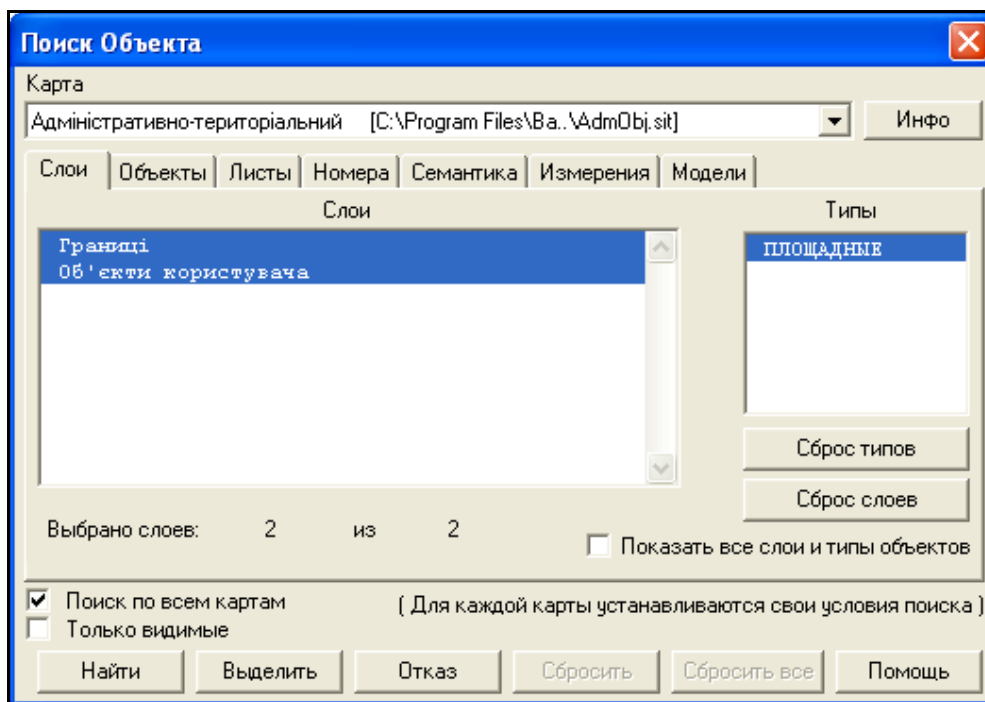 Поиск Объекта
Карта
Адміністративно-територіальний [C:\Program Files\Ba..\AdmObj.sit]
Инфо
Слои Объекты Листы Номера Семантика Измерения Модели
Слои
Типы
Границі
Об'єкти користувача
ПЛОЩАДНЫЕ
Сброс типов
Сброс слоев
Выбрано слоев: 2 из 2
Показать все слои и типы объектов
Поиск по всем картам
( Для каждой карты устанавливаются свои условия поиска )
Только видимые
Найти Выделить Отказ Сбросить Сбросить все Помощь